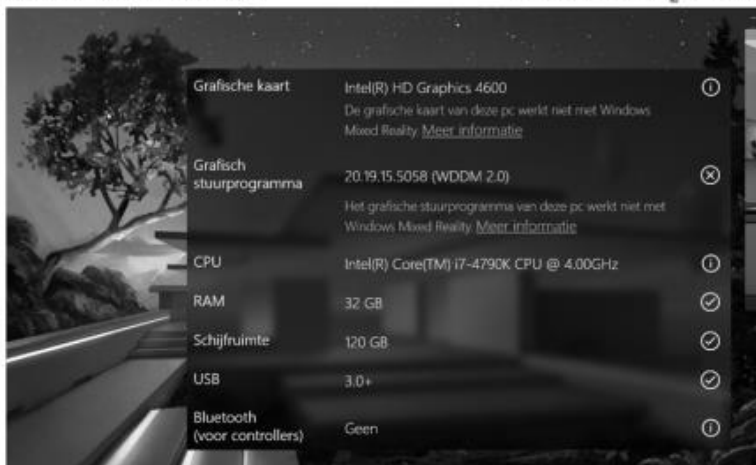 Grafische kaart
Intel(R) HD Graphics 4600
De grafische kaart van deze pc werkt niet met Windows
Mixed Reality. Meer informatie
Grafisch
stuurprogramma
20.19.15.5058 (WDDM 2.0)
Het grafische stuurprogramma van deze pc werkt niet met
Windows Mixed Reality. Meer informatie
CPU
Intel(R) Core(TM) i7-4790K CPU @ 4.00GHz
RAM
32 GB
Schijfruimte
120 GB
USB
3.0+
Bluetooth
(voor controllers)
Geen